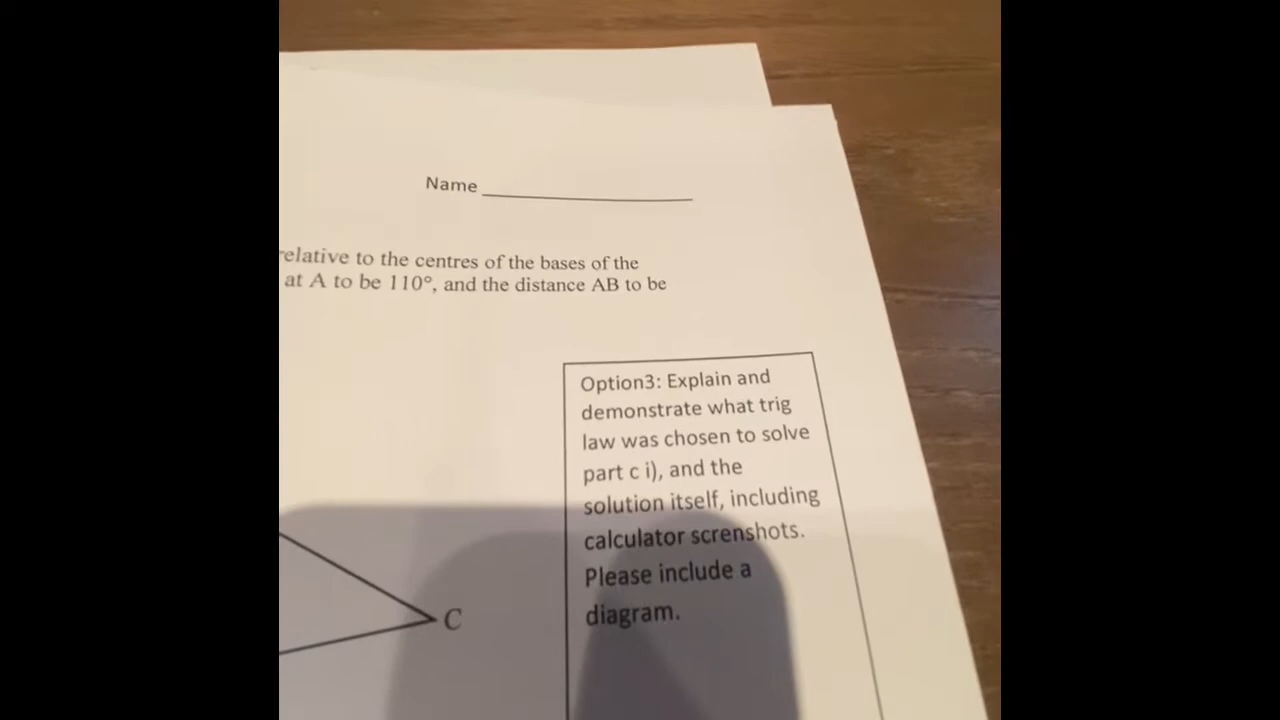 Name
relative to the centres of the bases of the
at A to be 110°, and the distance AB to be
Option3: Explain and
demonstrate what trig
law was chosen to solve
part c i), and the
solution itself, including
calculator screnshots.
Please include a
diagram.
C